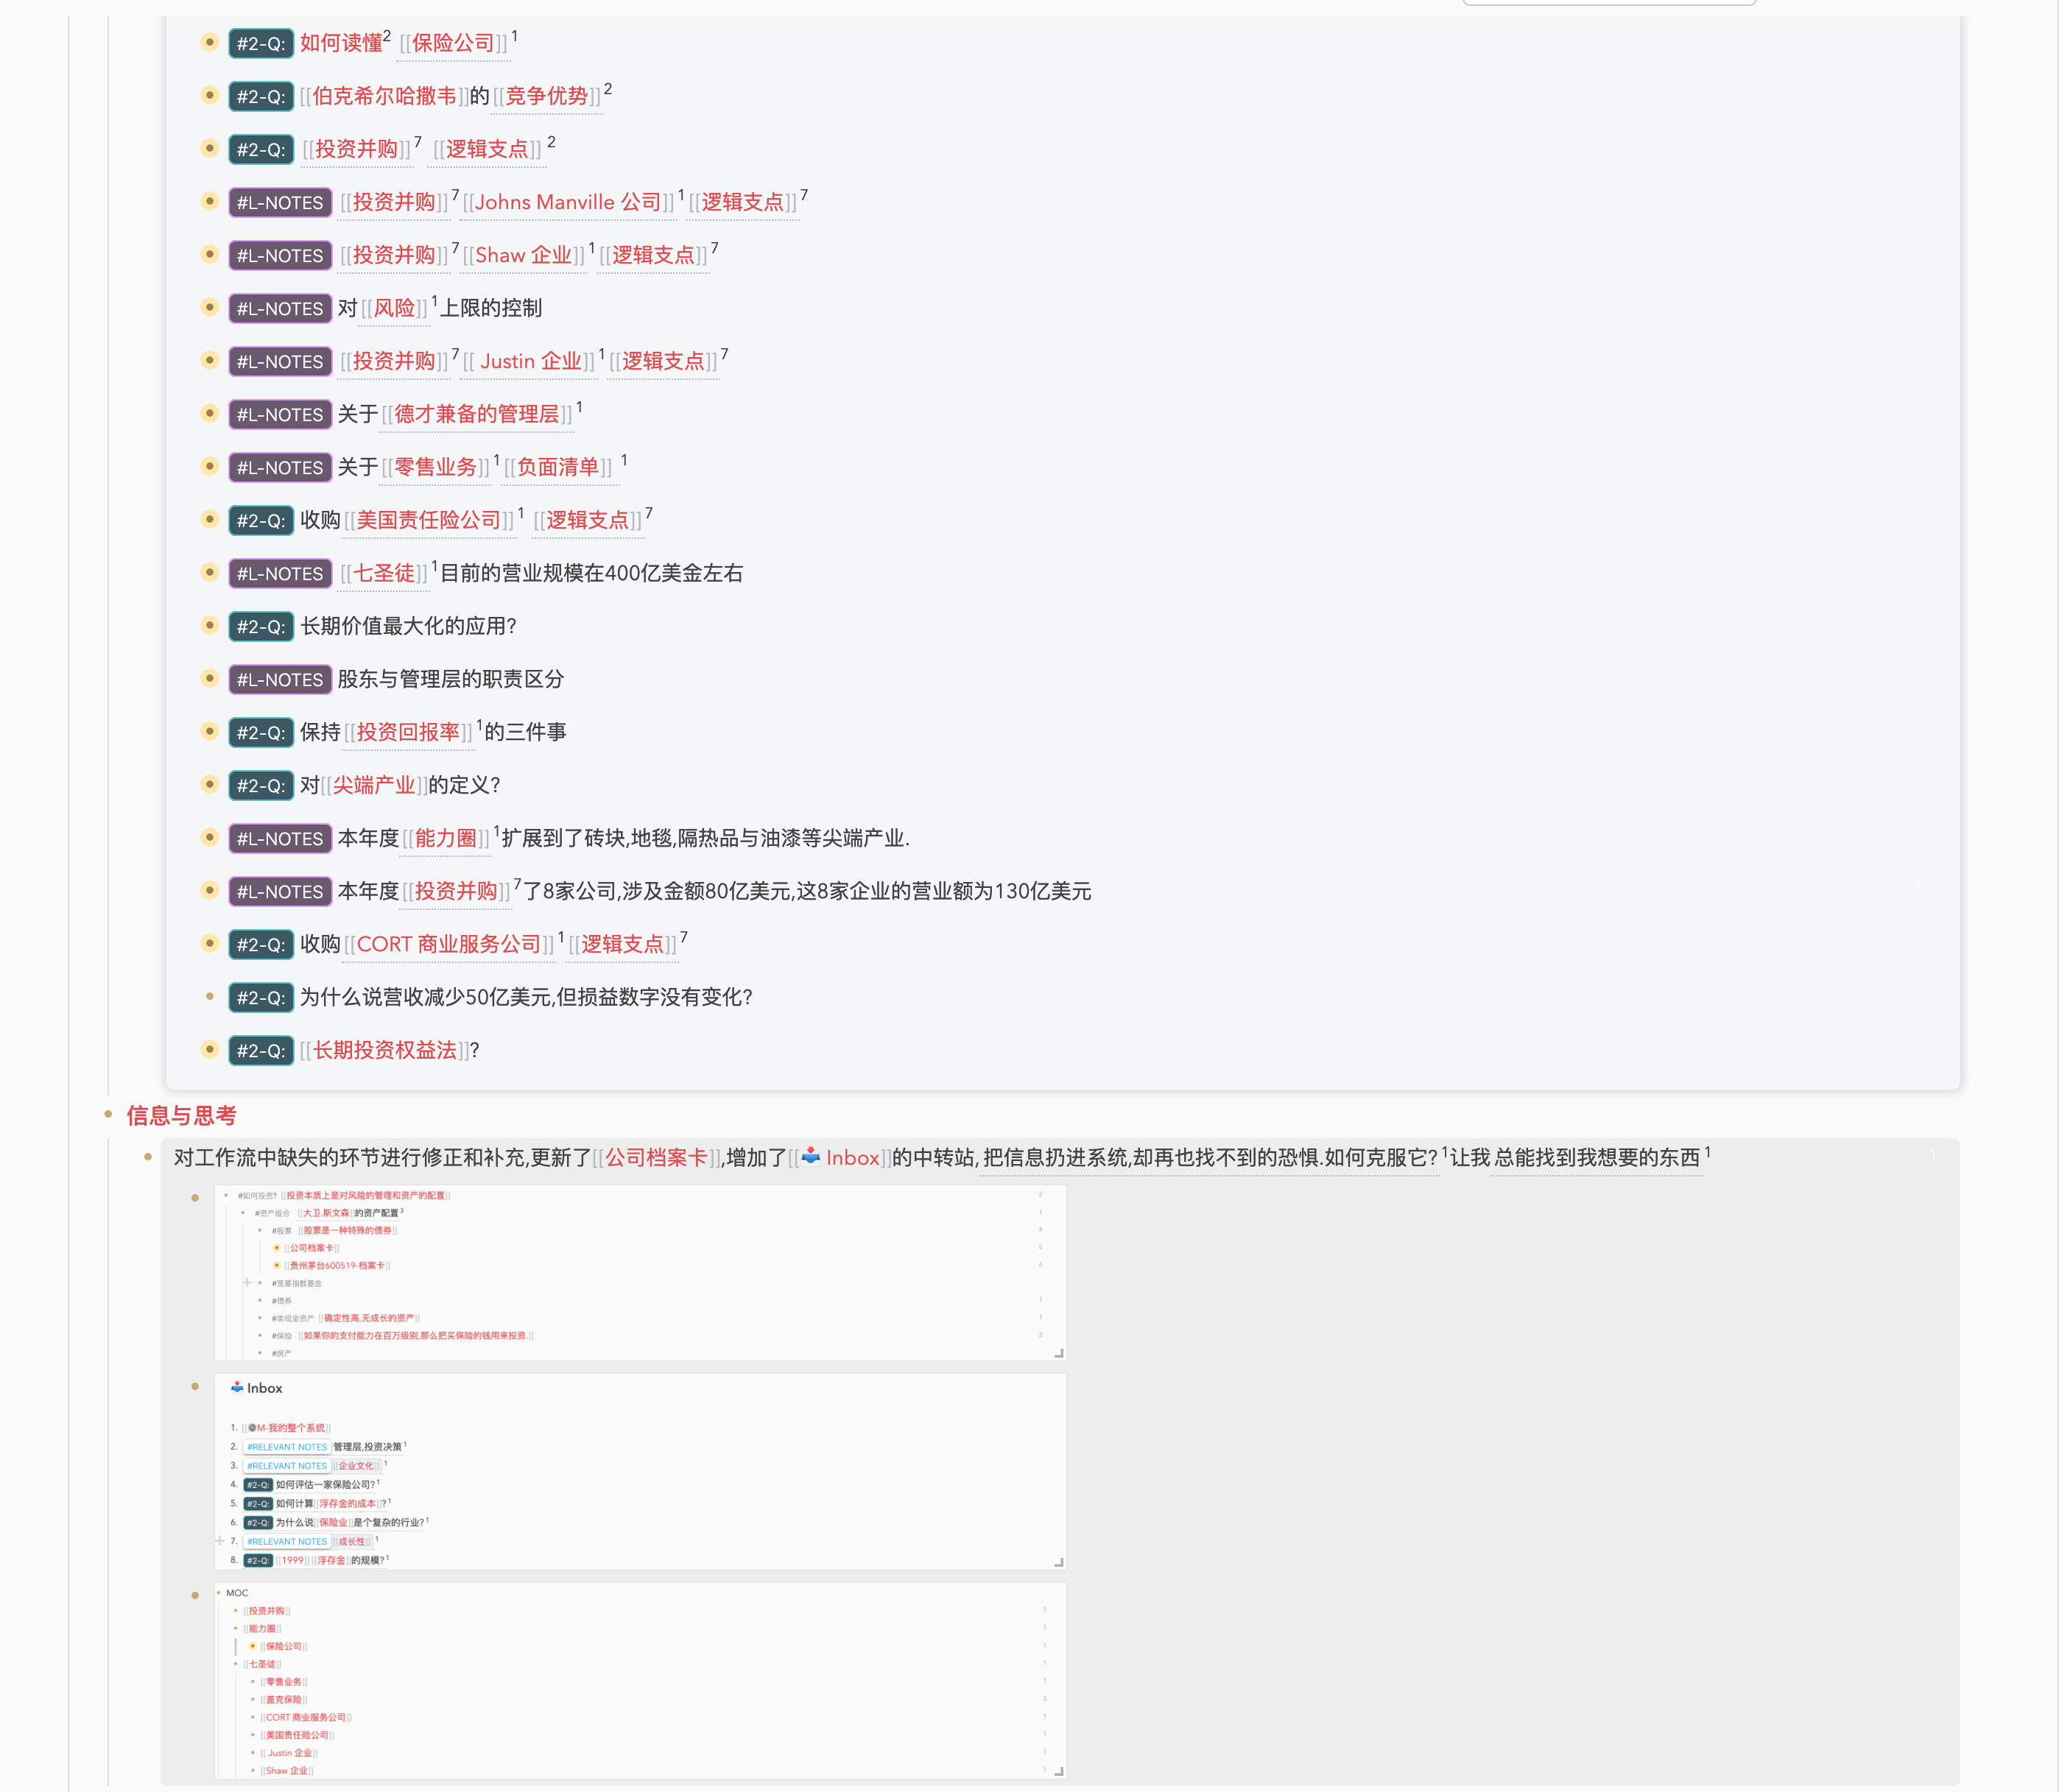 #2-Q: 如何读懂2 [[保险公司]]1
#2-Q: [[伯克希尔哈撒韦]]的[[竞争优势]]2
#2-Q: [[投资并购]]7 [[逻辑支点]] 2
#L-NOTES [[投资并购]]7[[Johns Manville 公司]]1[[逻辑支点]]7
#L-NOTES [[投资并购]]7[[Shaw 企业]]1[[逻辑支点]]7
#L-NOTES 对[[风险]]1上限的控制
#L-NOTES [[投资并购]]7[[ Justin 企业]]1[[逻辑支点]]7
#L-NOTES 关于[[德才兼备的管理层]]1
#L-NOTES 关于[[零售业务]]1[[负面清单]] 1
#2-Q: 收购[[美国责任险公司]]1 [[逻辑支点]]7
#L-NOTES [[七圣徒]]1目前的营业规模在400亿美金左右
#2-Q: 长期价值最大化的应用?
#L-NOTES 股东与管理层的职责区分
#2-Q: 保持[[投资回报率]]1的三件事
#2-Q: 对[[尖端产业]]的定义?
#L-NOTES 本年度[[能力圈]]1扩展到了砖块,地毯,隔热品与油漆等尖端产业.
#L-NOTES 本年度[[投资并购]]7了8家公司,涉及金额80亿美元,这8家企业的营业额为130亿美元
#2-Q: 收购[[CORT 商业服务公司]]1[[逻辑支点]]7
#2-Q: 为什么说营收减少50亿美元,但损益数字没有变化?
#2-Q: [[长期投资权益法]]?
信息与思考
对工作流中缺失的环节进行修正和补充,更新了[[公司档案卡]],增加了[[📥 Inbox]]的中转站,把信息扔进系统,却再也找不到的恐惧.如何克服它?1让我总能找到我想要的东西1 1
#如何投资? [[投资本质上是对风险的管理和资产的配置]] 2
#资产组合 [[大卫.斯文森]]的资产配置3 1
#股票 [[股票是一种特殊的债券]] 4
[[公司档案卡]] 5
[[贵州茅台600519-档案卡]] 6
#宽基指数基金
#债券 1
#类现金资产 [[确定性高,无成长的资产]] 1
#保险 [[如果你的支付能力在百万级别,那么把买保险的钱用来投资.]] 2
#房产
📥 Inbox
1. [[M-我的整个系统]]
2. #RELEVANT NOTES 管理层,投资决策1
3. #RELEVANT NOTES [[企业文化]]1
4. #2-Q: 如何评估一家保险公司?1
5. #2-Q: 如何计算[[浮存金的成本]]?1
6. #2-Q: 为什么说[[保险业]]是个复杂的行业?1
7. #RELEVANT NOTES [[成长性]]1
8. #2-Q: [[1999]][[浮存金]]的规模?1
MOC
[[投资并购]] 7
[[能力圈]] 1
[[保险公司]] 1
[[七圣徒]] 1
[[零售业务]] 1
[[盖克保险]] 3
[[CORT 商业服务公司]] 1
[[美国责任险公司]] 1
[[ Justin 企业]] 1
[[Shaw 企业]] 1